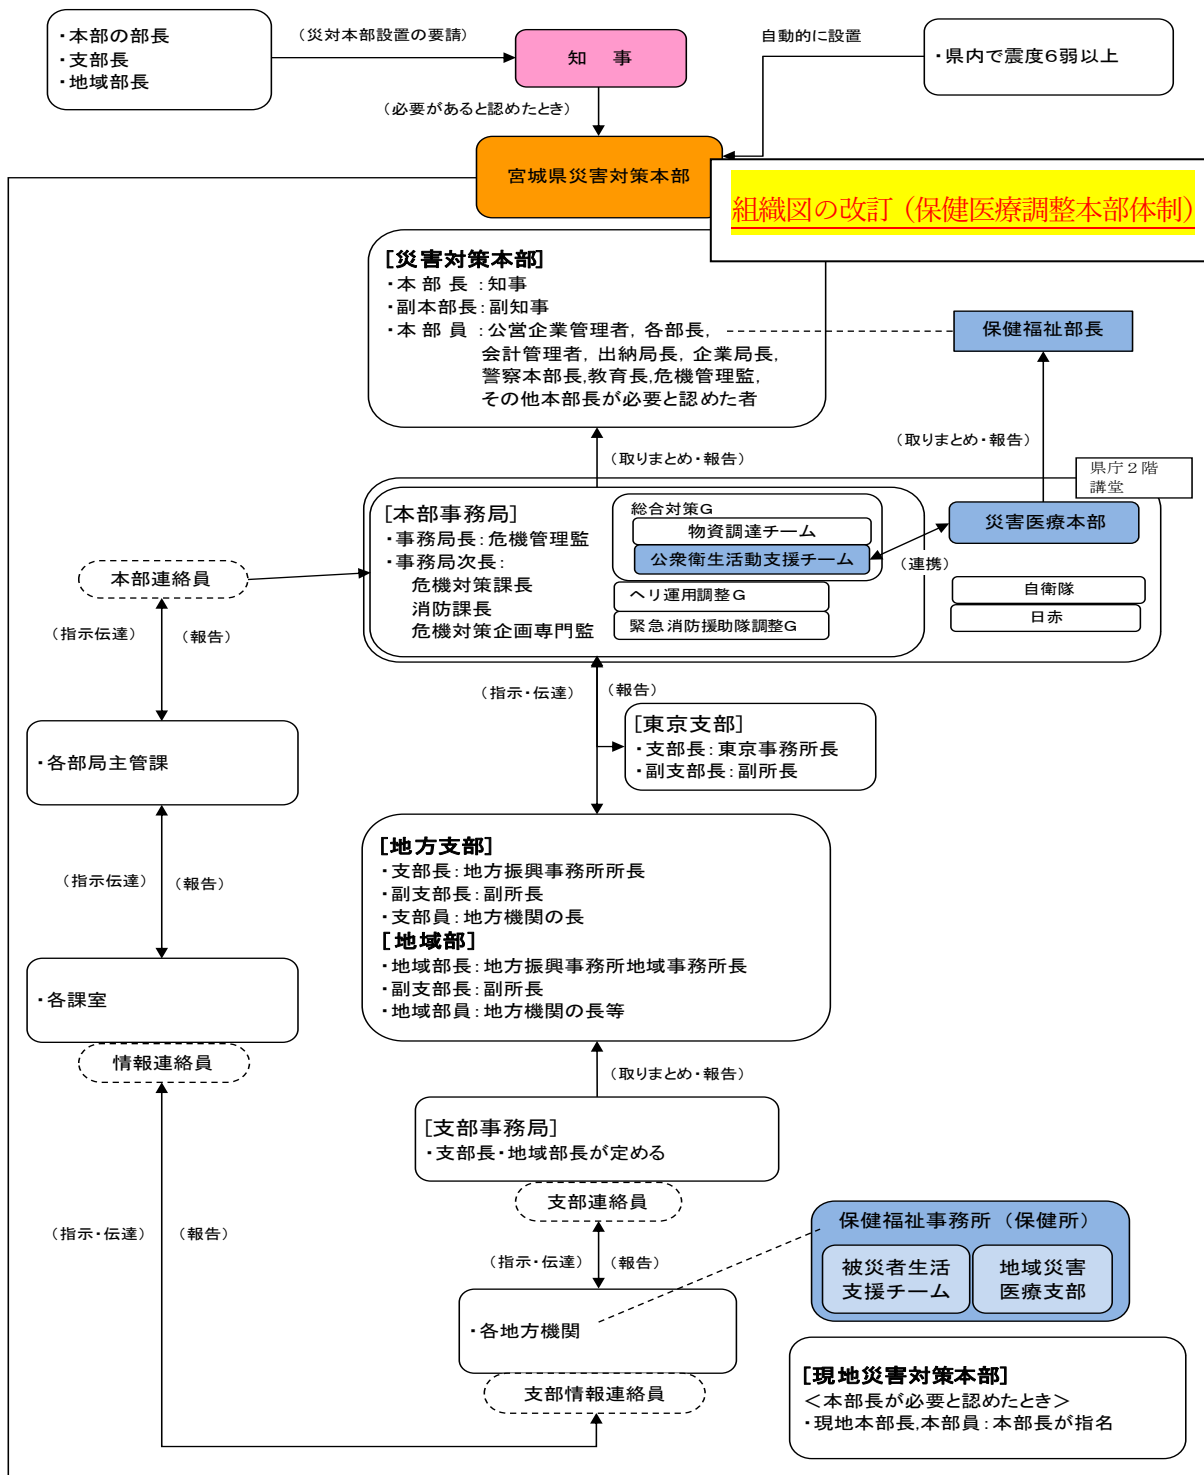 ・本部の部長
・支部長
・地域部長
（災対本部設置の要請）
知　事
自動的に設置
・県内で震度6弱以上
（必要があると認めたとき）
宮城県災害対策本部
組織図の改訂（保健医療調整本部体制）
[災害対策本部]
・本 部 長 ：知事
・副本部長：副知事
・本 部 員 ：公営企業管理者，各部長，
会計管理者，出納局長，企業局長，
警察本部長,教育長,危機管理監，
その他本部長が必要と認めた者
保健福祉部長
（取りまとめ・報告）
（取りまとめ・報告）
県庁２階
講堂
[本部事務局]
・事務局長：危機管理監
・事務局次長：
危機対策課長
消防課長
危機対策企画専門監
総合対策G
物資調達チーム
公衆衛生活動支援チーム
ヘリ運用調整Ｇ
緊急消防援助隊調整G
災害医療本部
（連携）
自衛隊
日赤
本部連絡員
（指示伝達）
（報告）
（指示・伝達）
（報告）
[東京支部]
・支部長：東京事務所長
・副支部長：副所長
・各部局主管課
（指示伝達）
（報告）
[地方支部]
・支部長：地方振興事務所所長
・副支部長：副所長
・支部員：地方機関の長
[地域部]
・地域部長：地方振興事務所地域事務所長
・副支部長：副所長
・地域部員：地方機関の長等
・各課室
情報連絡員
（取りまとめ・報告）
[支部事務局]
・支部長・地域部長が定める
支部連絡員
（指示・伝達）
（報告）
（指示・伝達）
（報告）
保健福祉事務所（保健所）
被災者生活
支援チーム
地域災害
医療支部
・各地方機関
支部情報連絡員
[現地災害対策本部]
＜本部長が必要と認めたとき＞
・現地本部長,本部員：本部長が指名